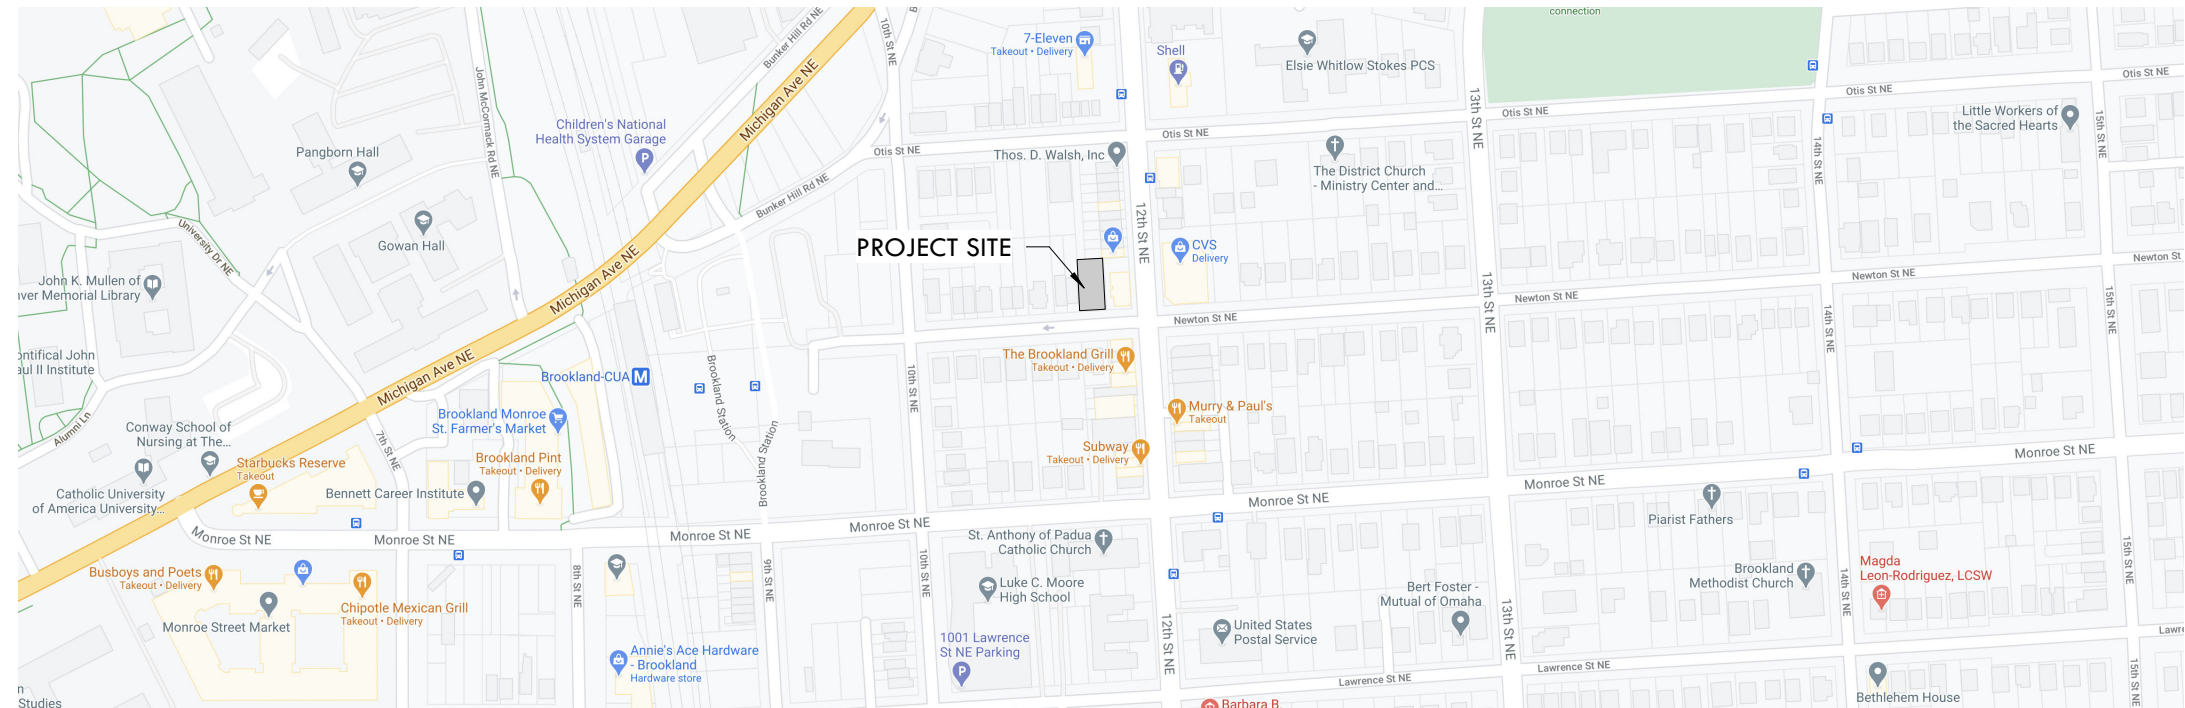 connection
7-Eleven
Takeout • Delivery
Shell
Elsie Whitlow Stokes PCS
10th St NE
Bunker Hill Rd NE
Michigan Ave NE
John McCormack Rd NE
13th St NE
Otis St NE
Otis St NE
Otis St NE
Otis St NE
Otis St NE
Little Workers of
the Sacred Hearts
15th St NE
14th St NE
Children's National
Health System Garage
Pangborn Hall
Thos. D. Walsh, Inc
The District Church
- Ministry Center and...
Bunker Hill Rd NE
12th St NE
University Dr NE
Gowan Hall
PROJECT SITE
CVS
Delivery
John K. Mullen of
iver Memorial Library
Michigan Ave NE
Newton St
Newton St NE
Newton St NE
Newton St NE
13th St NE
14th St NE
15th St NE
ontifical John
aul II Institute
Michigan Ave NE
Brookland-CUA
M
Brookland Station
Brookland Station
The Brookland Grill
Takeout • Delivery
10th St NE
Murry & Paul's
Takeout
Subway
Takeout • Delivery
Alumni Ln
Conway School of
Nursing at The...
7th St NE
Brookland Monroe
St. Farmer's Market
Brookland Pint
Takeout • Delivery
Starbucks Reserve
Takeout
Bennett Career Institute
Catholic University
of America University...
Monroe St NE
Monroe St NE
Monroe St NE
Monroe St NE
Monroe St NE
Monroe St NE
Monroe St NE
Piarist Fathers
St. Anthony of Padua
Catholic Church
Luke C. Moore
High School
Busboys and Poets
Takeout • Delivery
Chipotle Mexican Grill
Takeout • Delivery
Monroe Street Market
8th St NE
9th St NE
10th St NE
12th St NE
13th St NE
14th St NE
15th St NE
Brookland
Methodist Church
Magda
Leon-Rodriguez, LCSW
Bert Foster -
Mutual of Omaha
United States
Postal Service
1001 Lawrence
St NE Parking
P
P
Annie's Ace Hardware
- Brookland
Hardware store
Lawrence St NE
Lawrence St NE
Lawre
15th St NE
Bethlehem House
Barbara B.
n
Studies